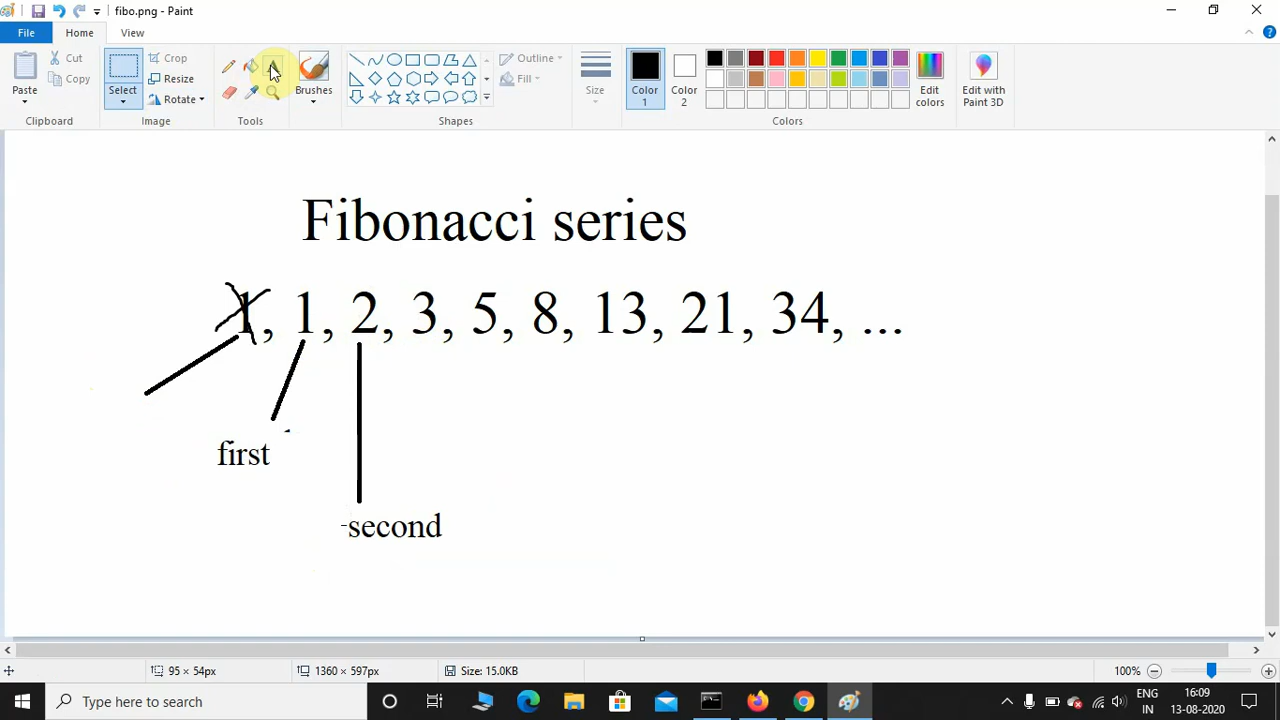 fibo.png - Paint
File Home View
Paste
Cut
Copy
Clipboard
Select
Crop
Resize
Rotate
Image
Tools
Brushes
Shapes
Outline
Fill
Size
Color 1
Color 2
Colors
Edit colors
Edit with Paint 3D
Fibonacci series
1, 1, 2, 3, 5, 8, 13, 21, 34, ...
first
second
95 × 54px
1360 × 597px
Size: 15.0KB
100%
Type here to search
ENG
IN
16:09
13-08-2020